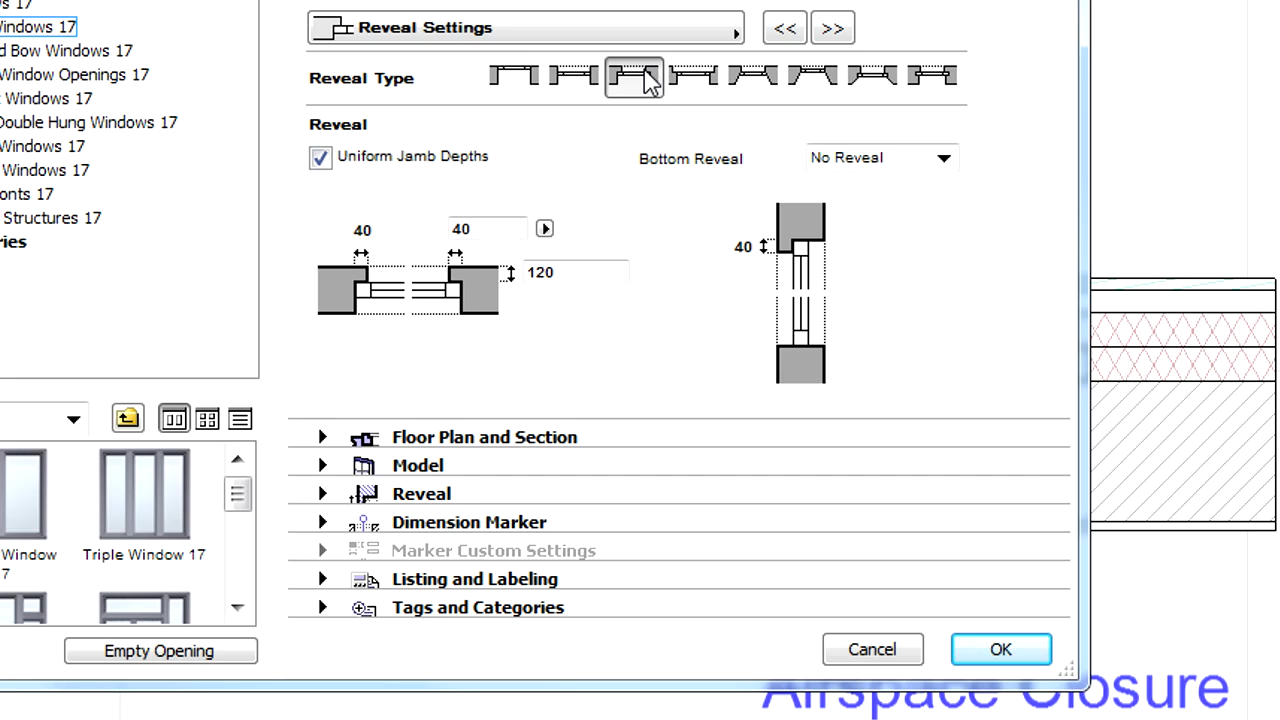 s 17
Windows 17
d Bow Windows 17
Window Openings 17
t Windows 17
Double Hung Windows 17
Windows 17
Windows 17
onts 17
Structures 17
ries
Window
7
Triple Window 17
Empty Opening
Reveal Settings
<< >>
Reveal Type
Reveal
Uniform Jamb Depths
Bottom Reveal No Reveal
40 40
120
40
Floor Plan and Section
Model
Reveal
Dimension Marker
Marker Custom Settings
Listing and Labeling
Tags and Categories
Cancel OK
Airspace Closure